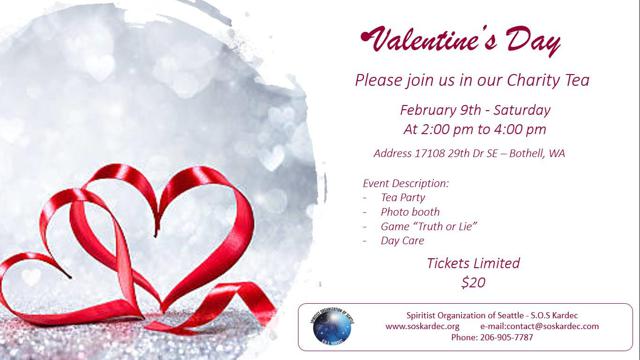 Valentine's Day
Please join us in our Charity Tea
February 9th - Saturday
At 2:00 pm to 4:00 pm
Address 17108 29th Dr SE – Bothell, WA
Event Description:
- Tea Party
- Photo booth
- Game “Truth or Lie”
- Day Care
Tickets Limited
$20
Spiritist Organization of Seattle - S.O.S Kardec
www.soskardec.org e-mail:contact@soskardec.com
Phone: 206-905-7787